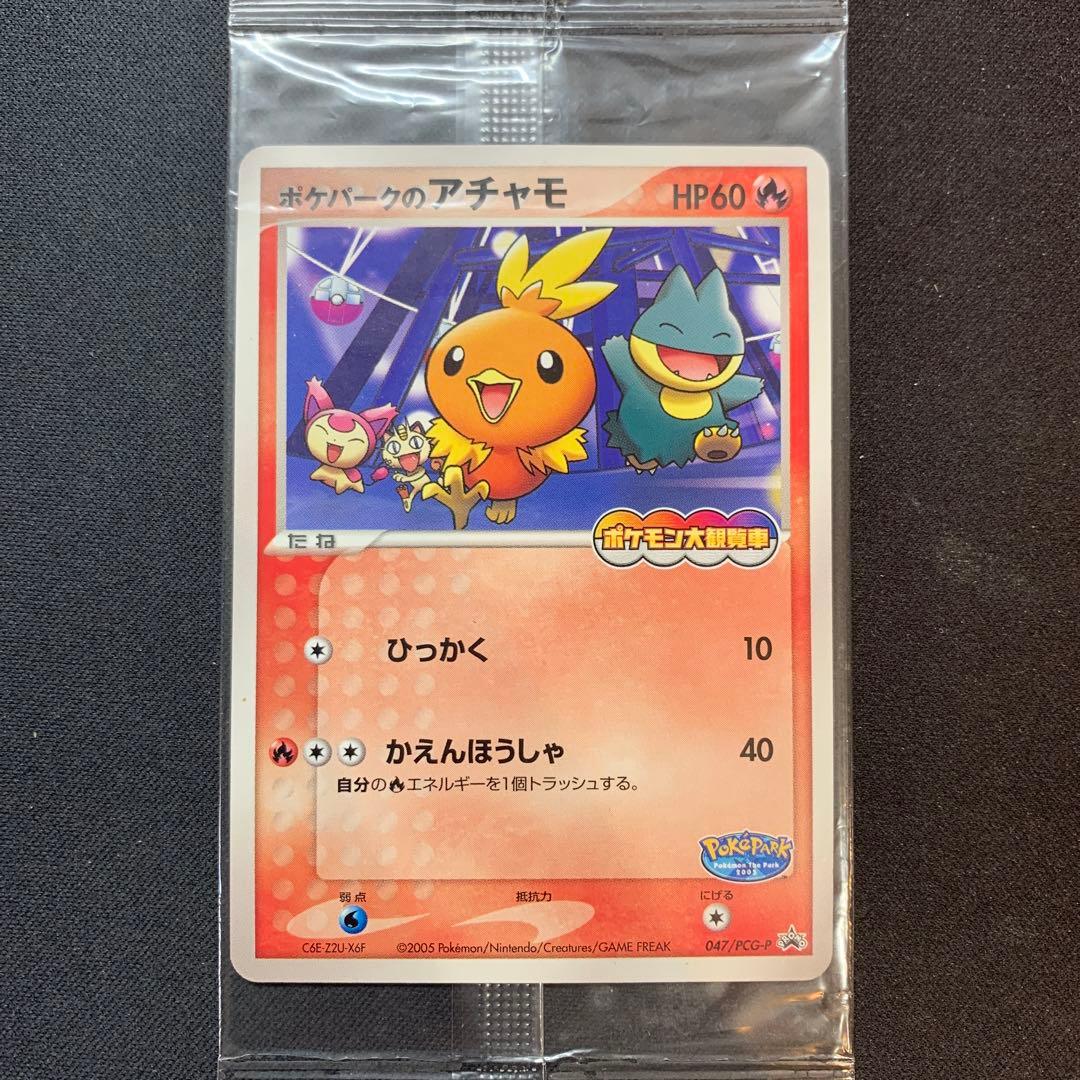 ポケパークのアチャモ HP60
たね
ポケモン大観覧車
ひっかく 10
かえんほうしゃ 40
自分の エネルギーを1個トラッシュする。
POKéPARK
Pokémon The Park
2005
弱点 抵抗力 にげる
C6E-Z2U-X6F ©2005 Pokémon/Nintendo/Creatures/GAME FREAK 047/PCG-P